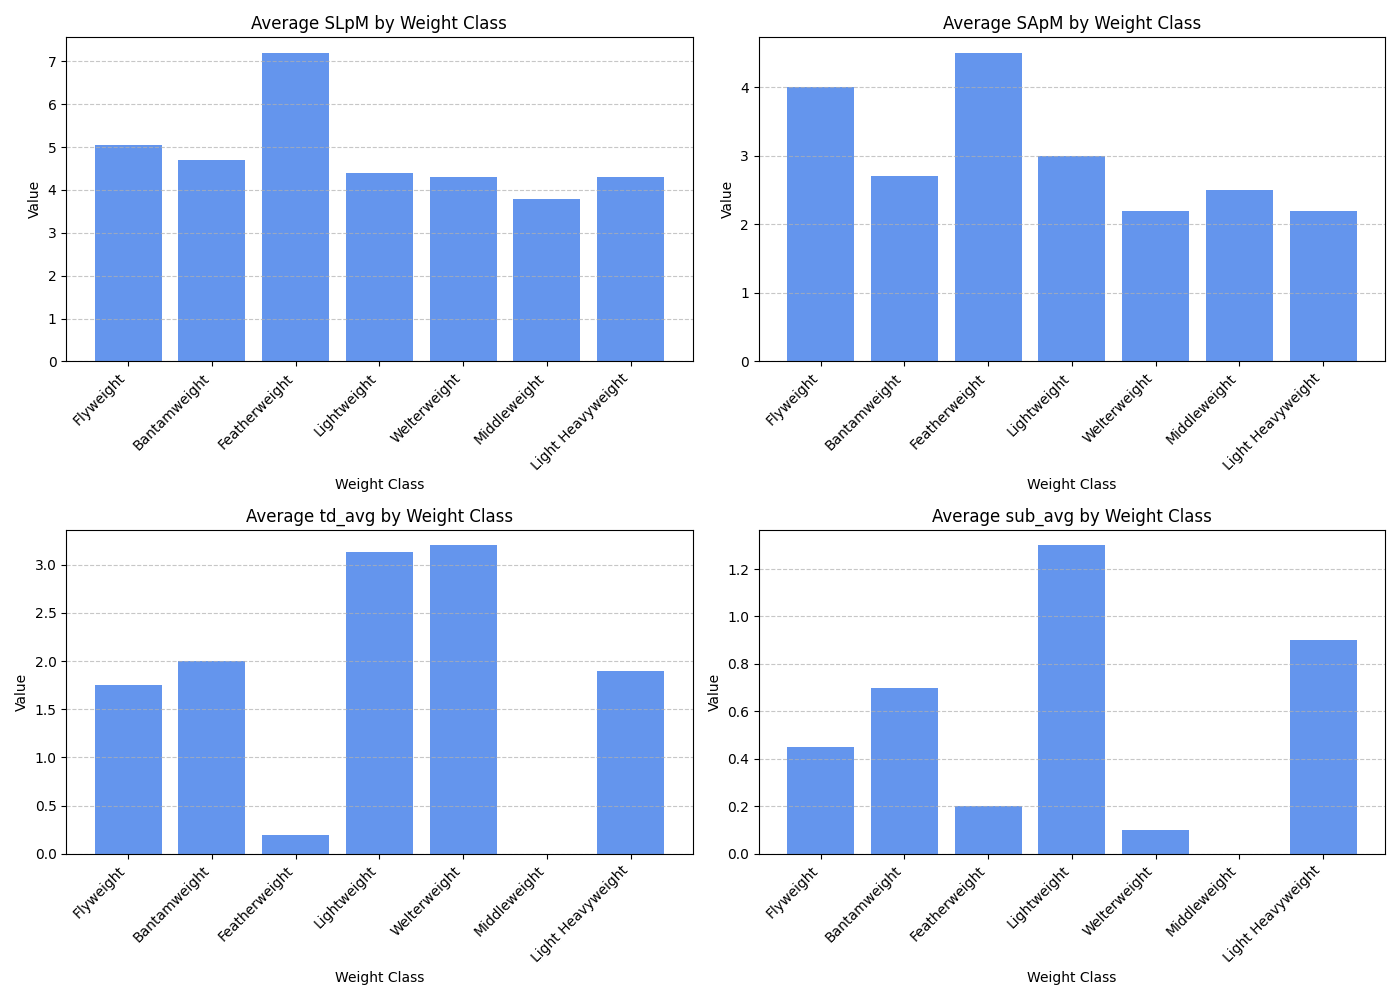 Average SLpM by Weight Class
Value
7
6
5
4
3
2
1
0
Flyweight
Bantamweight
Featherweight
Lightweight
Welterweight
Middleweight
Light Heavyweight
Weight Class
Average SApM by Weight Class
Value
4
3
2
1
0
Flyweight
Bantamweight
Featherweight
Lightweight
Welterweight
Middleweight
Light Heavyweight
Weight Class
Average td_avg by Weight Class
Value
3.0
2.5
2.0
1.5
1.0
0.5
0.0
Flyweight
Bantamweight
Featherweight
Lightweight
Welterweight
Middleweight
Light Heavyweight
Weight Class
Average sub_avg by Weight Class
Value
1.2
1.0
0.8
0.6
0.4
0.2
0.0
Flyweight
Bantamweight
Featherweight
Lightweight
Welterweight
Middleweight
Light Heavyweight
Weight Class